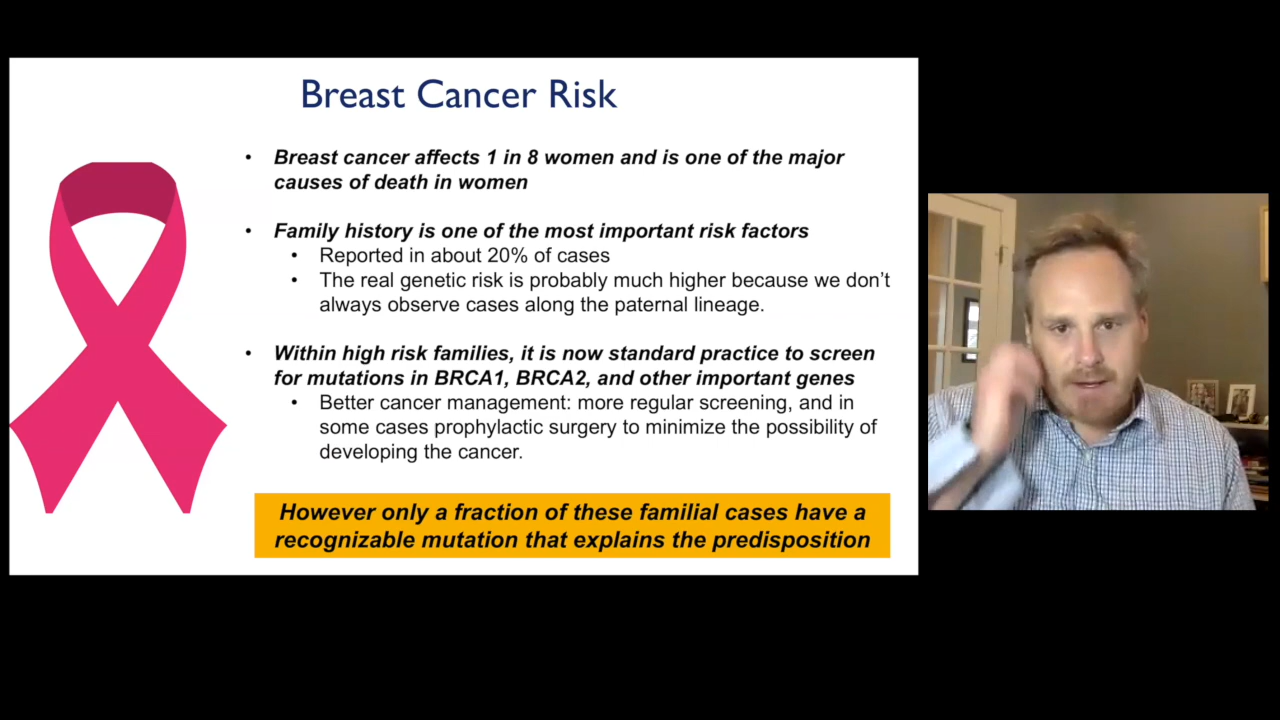 Breast Cancer Risk
• Breast cancer affects 1 in 8 women and is one of the major
causes of death in women
• Family history is one of the most important risk factors
• Reported in about 20% of cases
• The real genetic risk is probably much higher because we don't
always observe cases along the paternal lineage.
• Within high risk families, it is now standard practice to screen
for mutations in BRCA1, BRCA2, and other important genes
• Better cancer management: more regular screening, and in
some cases prophylactic surgery to minimize the possibility of
developing the cancer.
However only a fraction of these familial cases have a
recognizable mutation that explains the predisposition